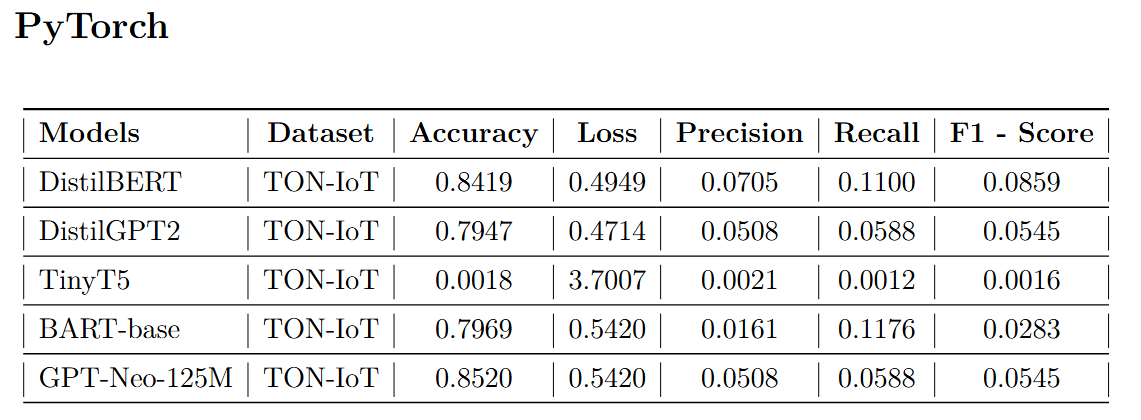 PyTorch
Models Dataset Accuracy Loss Precision Recall F1 - Score
DistilBERT TON-IoT 0.8419 0.4949 0.0705 0.1100 0.0859
DistilGPT2 TON-IoT 0.7947 0.4714 0.0508 0.0588 0.0545
TinyT5 TON-IoT 0.0018 3.7007 0.0021 0.0012 0.0016
BART-base TON-IoT 0.7969 0.5420 0.0161 0.1176 0.0283
GPT-Neo-125M TON-IoT 0.8520 0.5420 0.0508 0.0588 0.0545